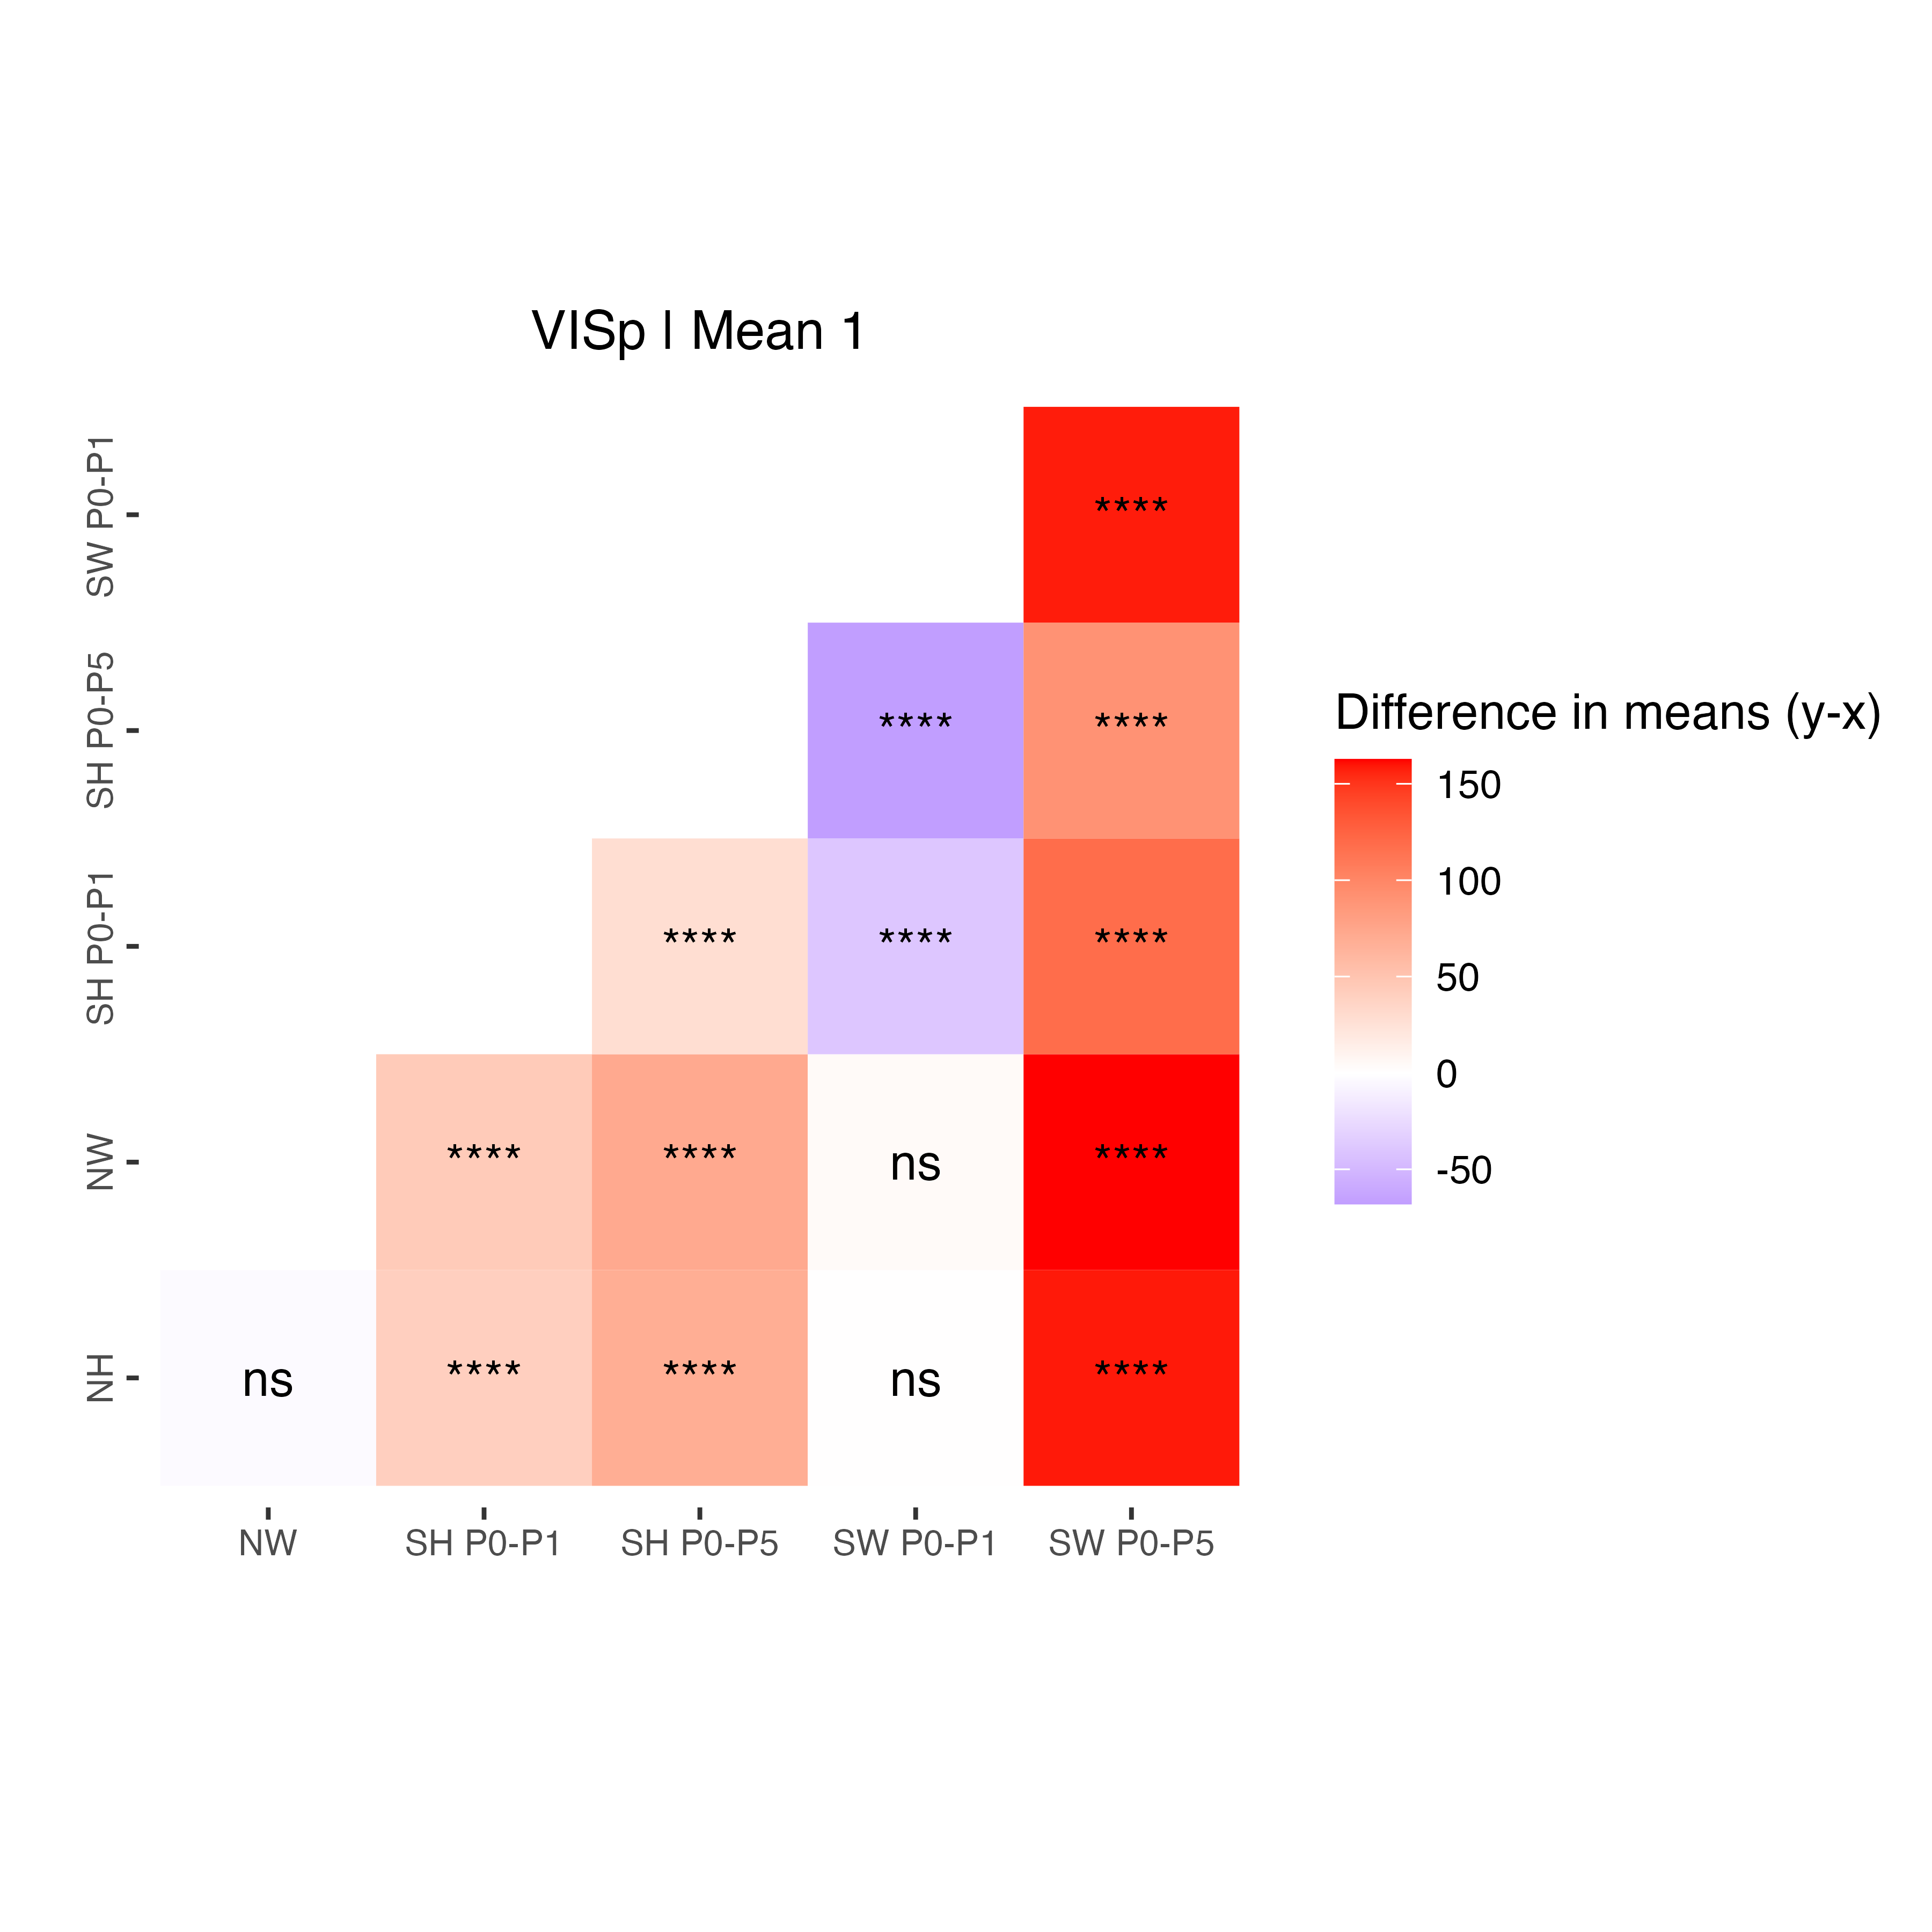 VISp | Mean 1
SW P0-P1
****
SH P0-P5
**** ****
SH P0-P1
**** **** ****
NW
**** **** ns ****
NH
ns **** **** ns ****
NW SH P0-P1 SH P0-P5 SW P0-P1 SW P0-P5
Difference in means (y-x)
150
100
50
0
-50